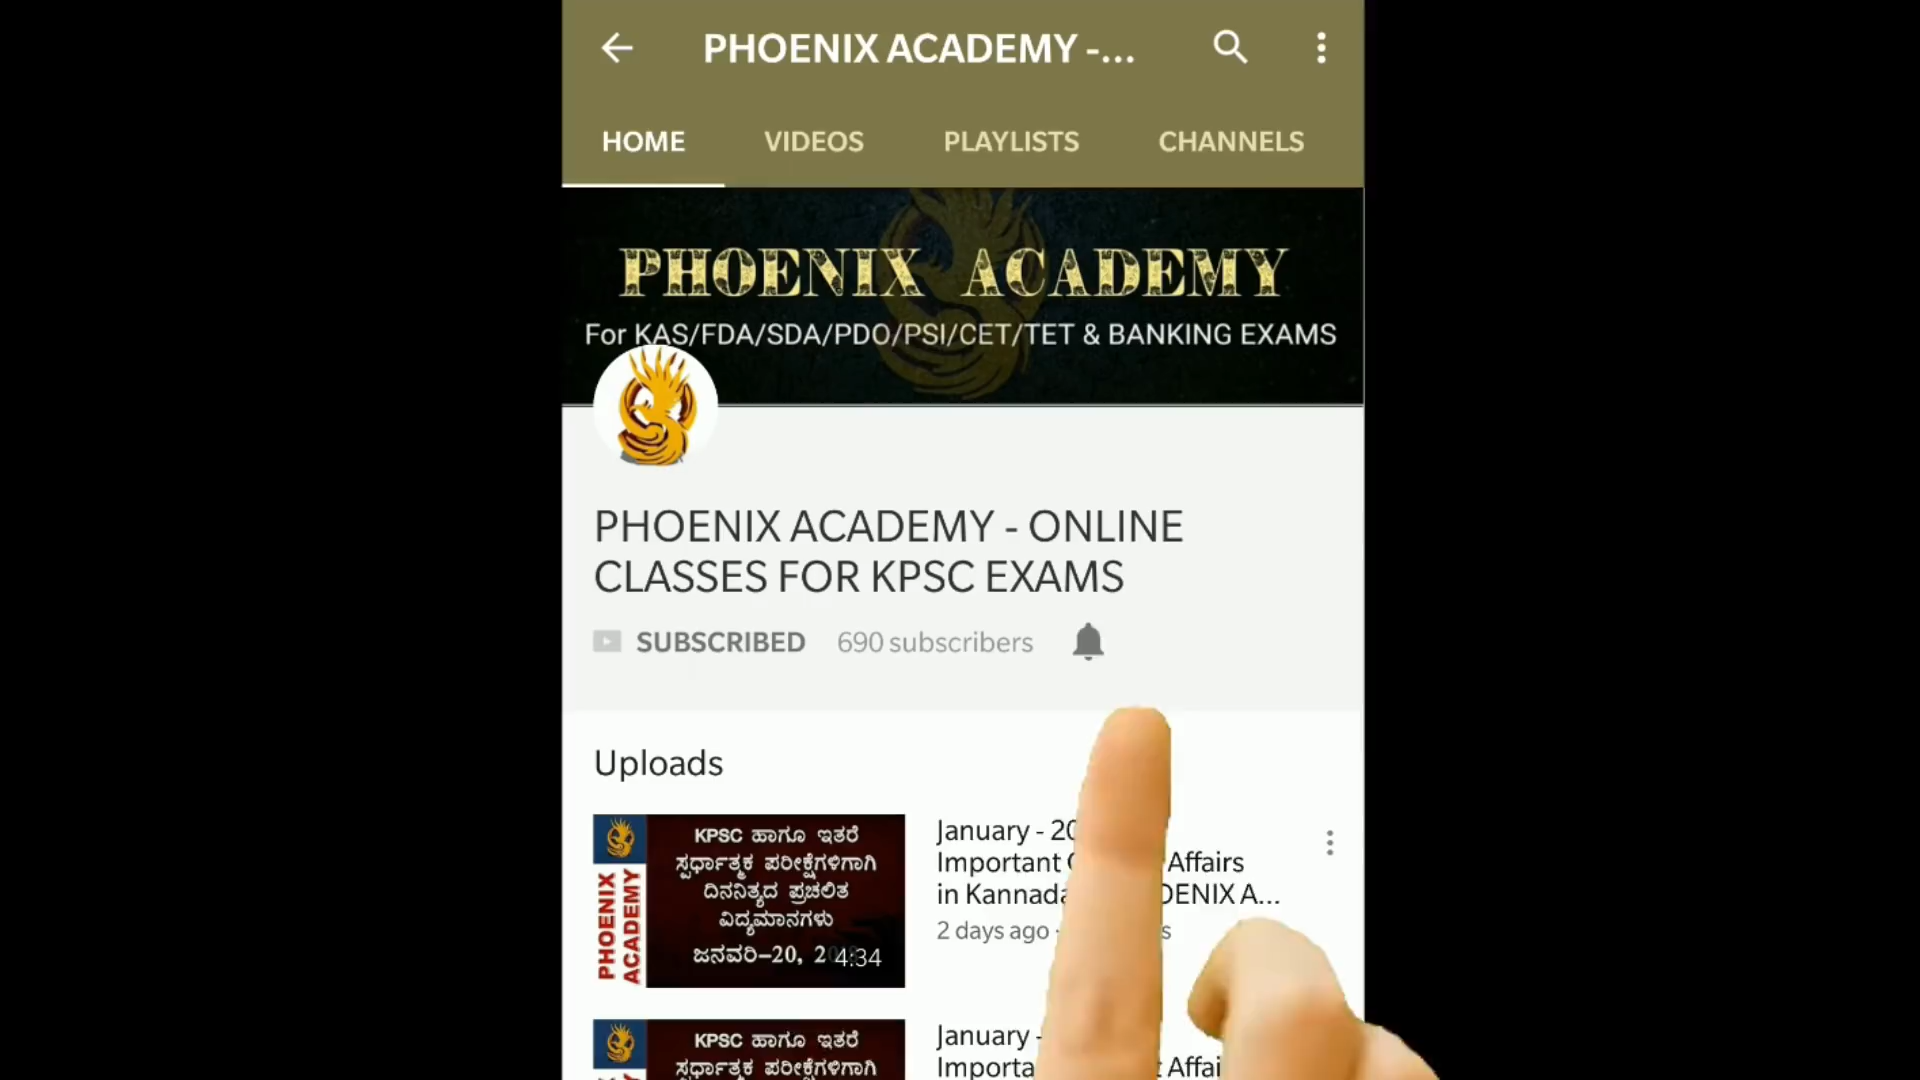 PHOENIX ACADEMY -...
HOME VIDEOS PLAYLISTS CHANNELS
PHOENIX ACADEMY
For KAS/FDA/SDA/PDO/PSI/CET/TET & BANKING EXAMS
PHOENIX ACADEMY - ONLINE
CLASSES FOR KPSC EXAMS
SUBSCRIBED 690 subscribers
Uploads
PHOENIX
ACADEMY
KPSC ಹಾಗೂ ಇತರೆ
ಸ್ಪರ್ಧಾತ್ಮಕ ಪರೀಕ್ಷೆಗಳಿಗಾಗಿ
ದಿನನಿತ್ಯದ ಪ್ರಚಲಿತ
ವಿದ್ಯಮಾನಗಳು
ಜನವರಿ-20,
4:34
January -
Important Affairs
in Kannada A...
2 days ago
KPSC ಹಾಗೂ ಇತರೆ
ಸ್ಪರ್ಧಾತ್ಮಕ ಪರೀಕ್ಷೆಗಳಿಗಾಗಿ
January -